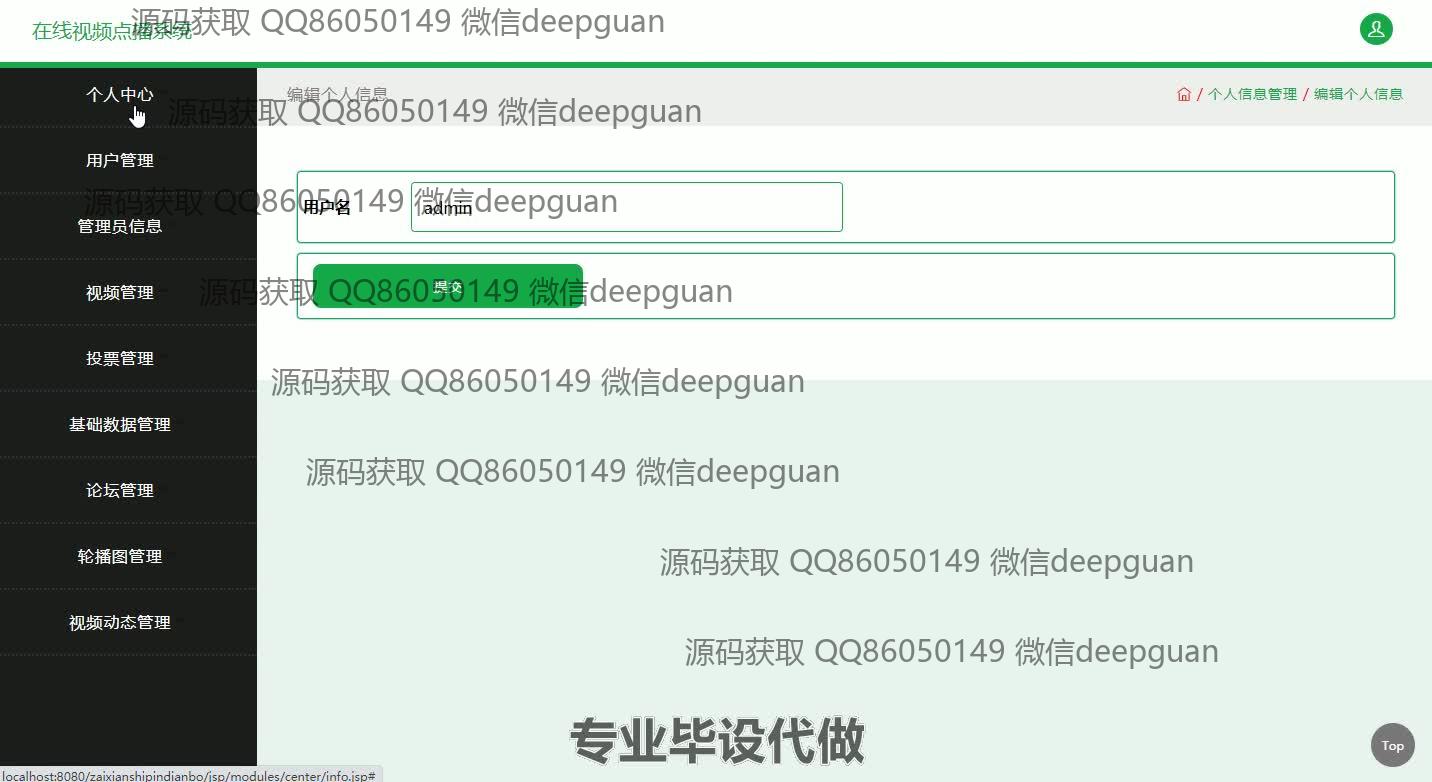 在线视频点播系统
源码获取 QQ86050149 微信deepguan
个人中心
编辑个人信息
/ 个人信息管理 / 编辑个人信息
源码获取 QQ86050149 微信deepguan
用户管理
源码获取 QQ86050149 微信deepguan
用户名
admin
管理员信息
视频管理
源码获取 QQ86050149 微信deepguan
提交
投票管理
源码获取 QQ86050149 微信deepguan
基础数据管理
源码获取 QQ86050149 微信deepguan
论坛管理
轮播图管理
源码获取 QQ86050149 微信deepguan
视频动态管理
源码获取 QQ86050149 微信deepguan
专业毕设代做
Top
localhost:8080/zaixianshipindianbo/jsp/modules/center/info.jsp#